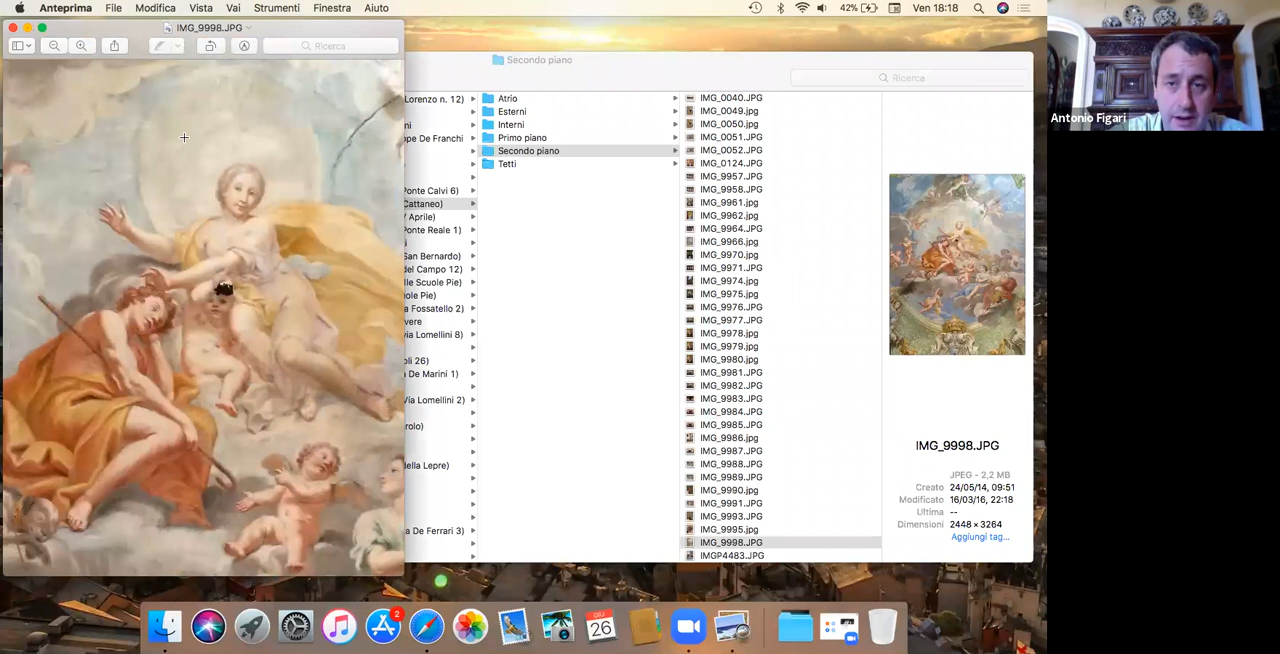 Anteprima File Modifica Vista Vai Strumenti Finestra Aiuto
42% Ven 18:18
IMG_9998.JPG
Ricerca
Secondo piano
Ricerca
Lorenzo n. 12)
ni
ppe De Franchi
Ponte Calvi 6)
Cattaneo)
/ Aprile)
Ponte Reale 1)
i
San Bernardo)
del Campo 12)
lle Scuole Pie)
ole Pie)
a Fossatello 2)
vere
via Lomellini 8)
oli 26)
De Marini 1)
Via Lomellini 2)
rolo)
della Lepre)
a De Ferrari 3)
Atrio
Esterni
Interni
Primo piano
Secondo piano
Tetti
IMG_0040.JPG
IMG_0049.jpg
IMG_0050.jpg
IMG_0051.JPG
IMG_0052.JPG
IMG_0124.JPG
IMG_9957.JPG
IMG_9958.JPG
IMG_9961.jpg
IMG_9962.jpg
IMG_9964.JPG
IMG_9966.jpg
IMG_9970.jpg
IMG_9971.JPG
IMG_9974.jpg
IMG_9975.jpg
IMG_9976.JPG
IMG_9977.JPG
IMG_9978.jpg
IMG_9979.jpg
IMG_9980.jpg
IMG_9981.JPG
IMG_9982.JPG
IMG_9983.JPG
IMG_9984.JPG
IMG_9985.JPG
IMG_9986.jpg
IMG_9987.JPG
IMG_9988.JPG
IMG_9989.JPG
IMG_9990.jpg
IMG_9991.JPG
IMG_9993.JPG
IMG_9995.jpg
IMG_9998.JPG
IMGP4483.JPG
IMG_9998.JPG
JPEG - 2,2 MB
Creato 24/05/14, 09:51
Modificato 16/03/16, 22:18
Ultima --
Dimensioni 2448 × 3264
Aggiungi tag...
Antonio Figari
2
GIU
26